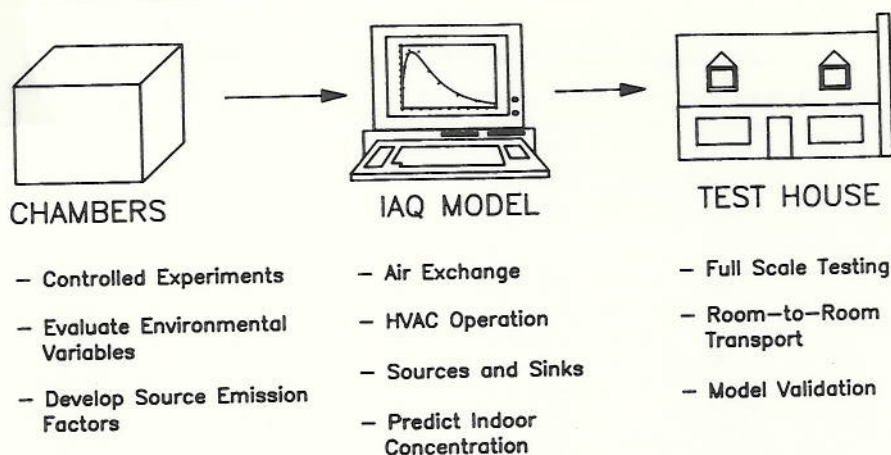 CHAMBERS
– Controlled Experiments
– Evaluate Environmental
Variables
– Develop Source Emission
Factors
IAQ MODEL
– Air Exchange
– HVAC Operation
– Sources and Sinks
– Predict Indoor
Concentration
TEST HOUSE
– Full Scale Testing
– Room–to–Room
Transport
– Model Validation